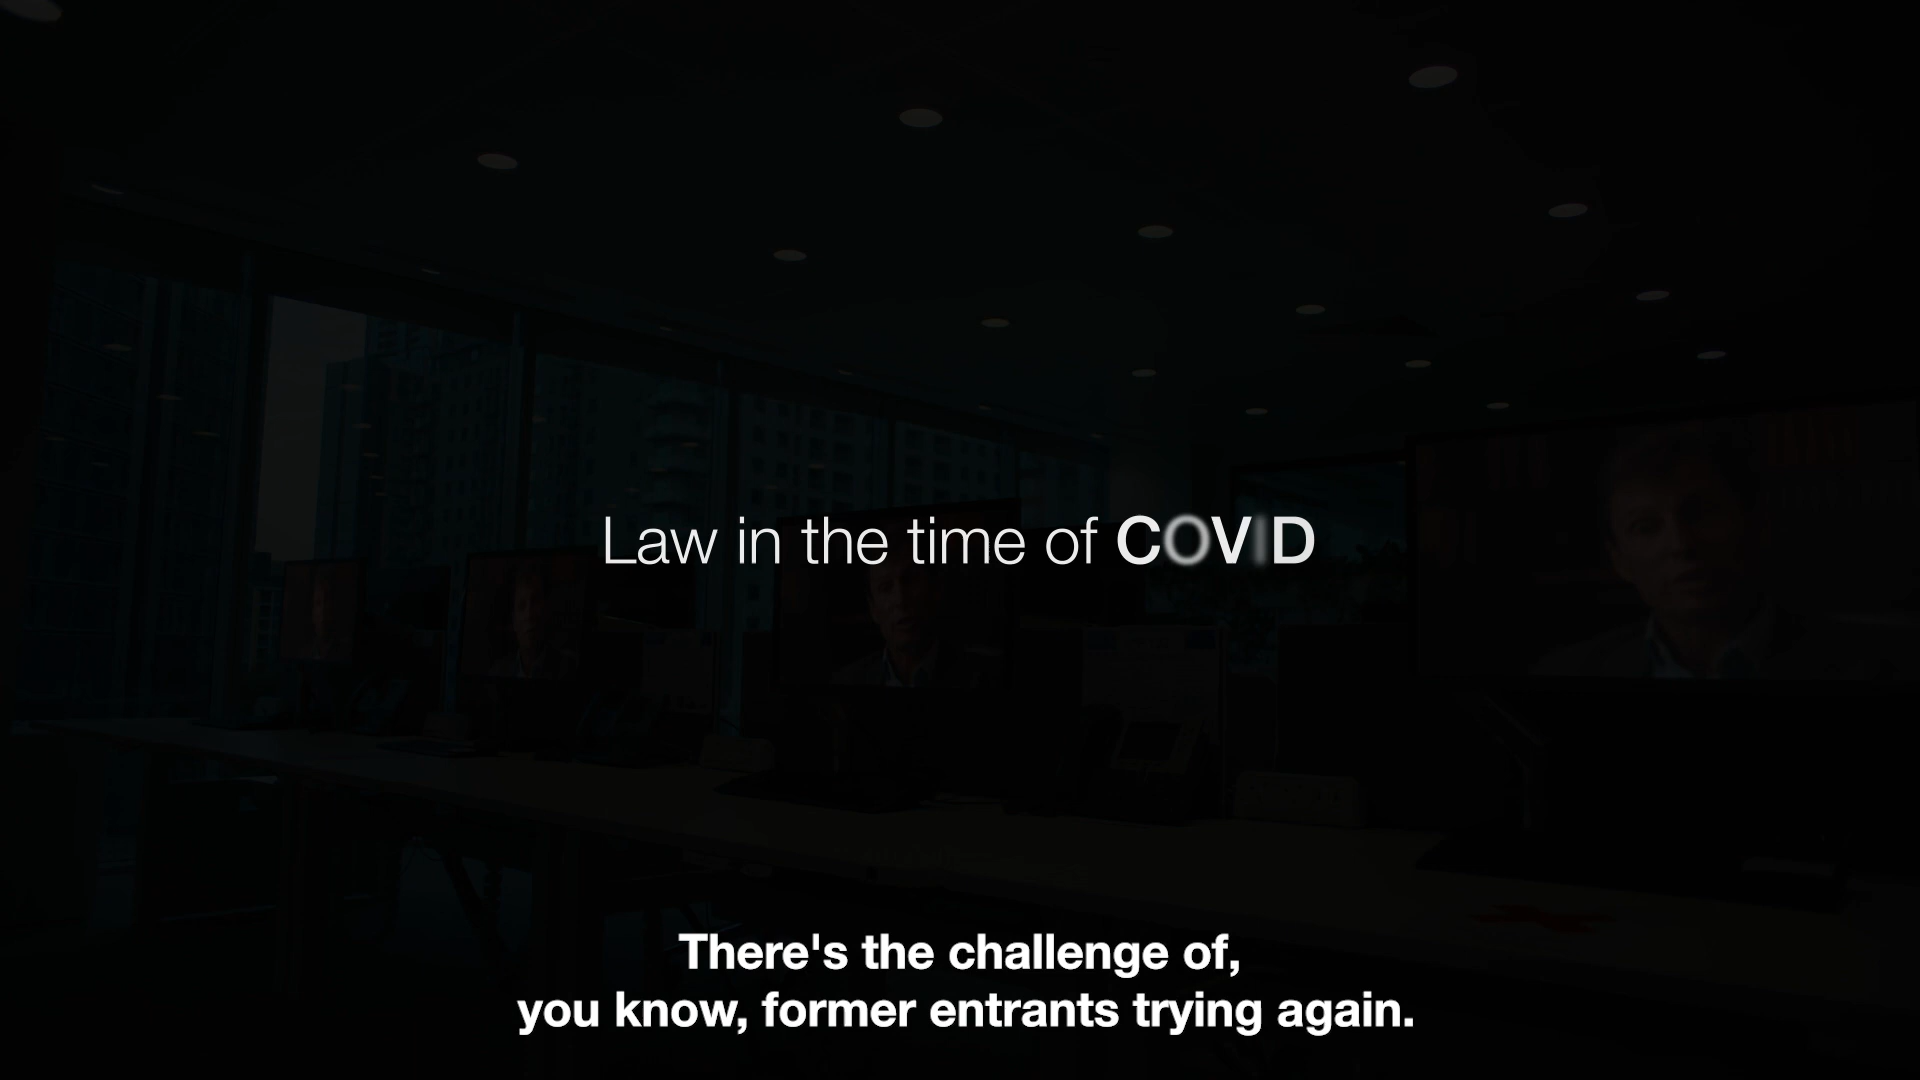 Law in the time of COVID
There's the challenge of,
you know, former entrants trying again.